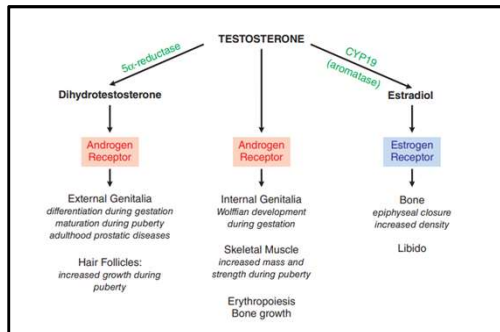 TESTOSTERONE
5α-reductase
CYP19
(aromatase)
Dihydrotestosterone
Estradiol
Androgen
Receptor
Androgen
Receptor
Estrogen
Receptor
External Genitalia
differentiation during gestation
maturation during puberty
adulthood prostatic diseases
Hair Follicles:
increased growth during
puberty
Internal Genitalia
Wolffian development
during gestation
Skeletal Muscle
increased mass and
strength during puberty
Erythropoiesis
Bone growth
Bone
epiphyseal closure
increased density
Libido